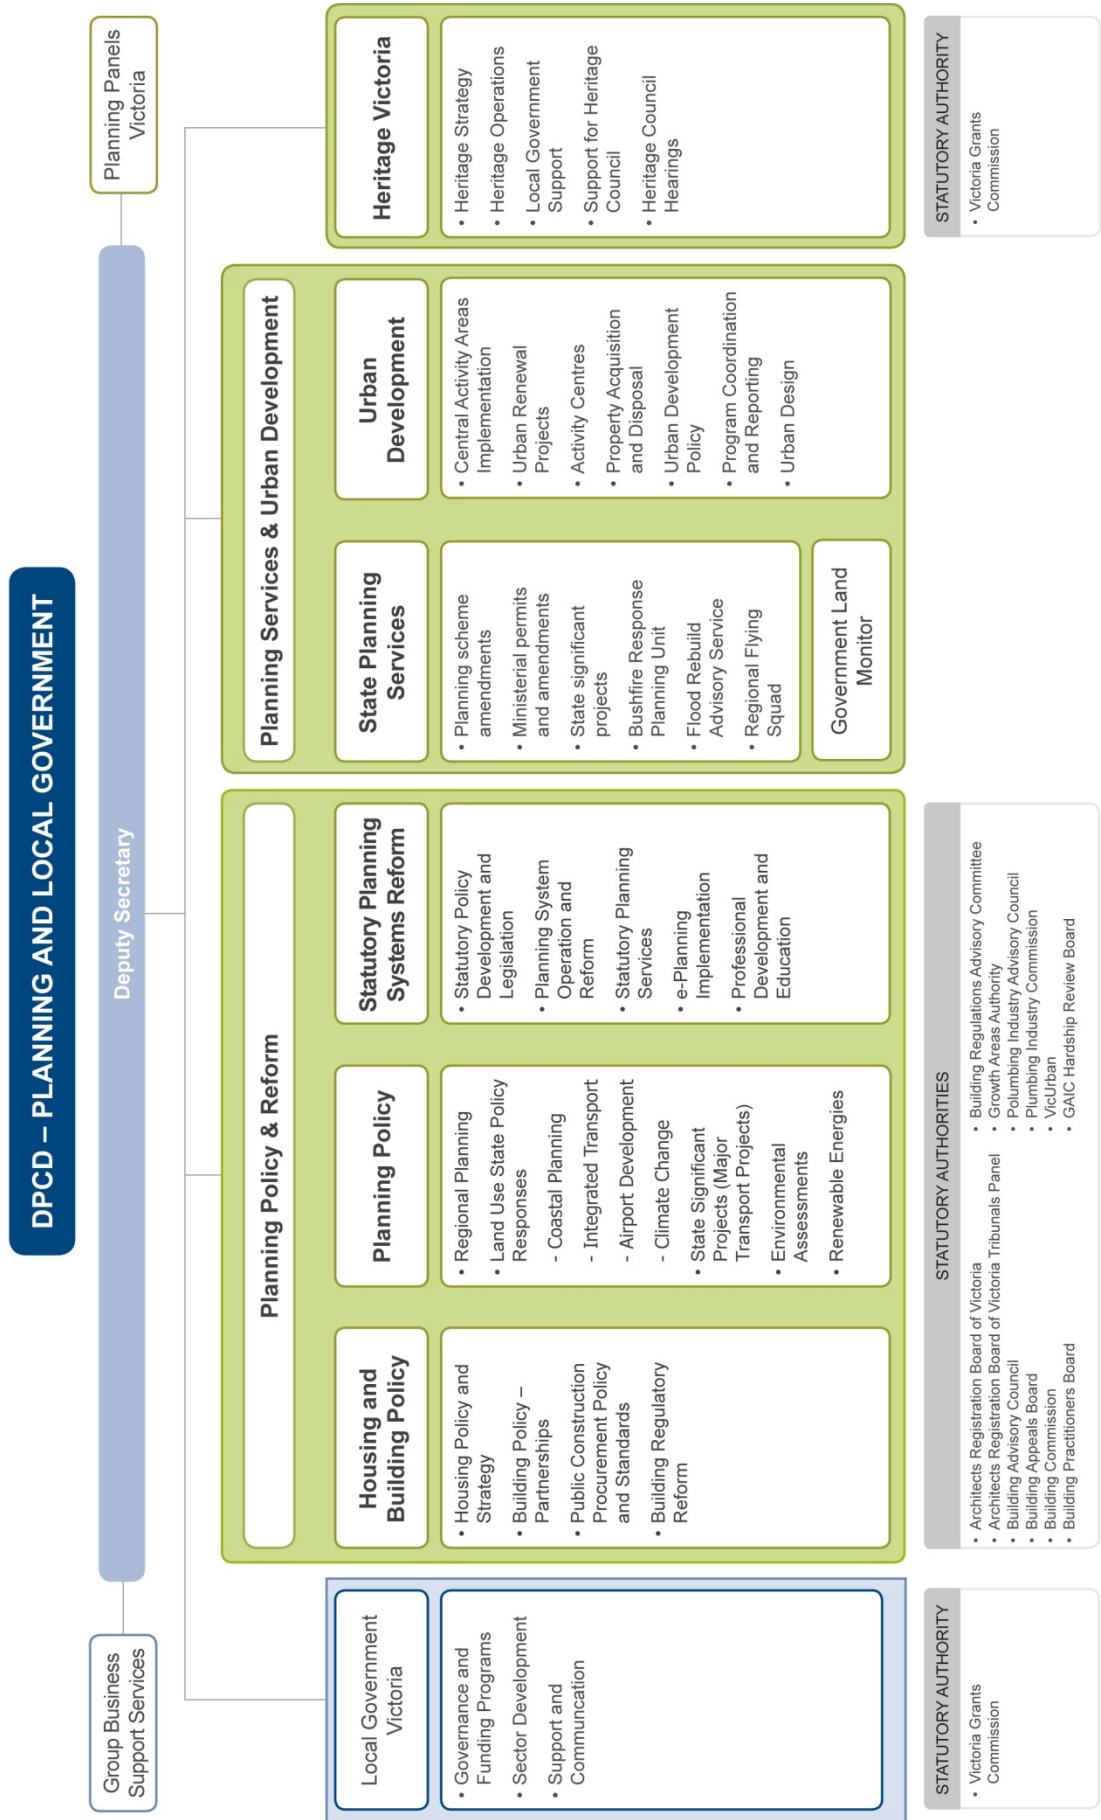 DPCD – PLANNING AND LOCAL GOVERNMENT
Group Business
Support Services
Deputy Secretary
Planning Panels
Victoria
Local Government
Victoria
• Governance and
Funding Programs
• Sector Development
• Support and
Communcation
Planning Policy & Reform
Housing and
Building Policy
• Housing Policy and
Strategy
• Building Policy –
Partnerships
• Public Construction
Procurement Policy
and Standards
• Building Regulatory
Reform
Planning Policy
• Regional Planning
• Land Use State Policy
Responses
- Coastal Planning
- Integrated Transport
- Airport Development
- Climate Change
• State Significant
Projects (Major
Transport Projects)
• Environmental
Assessments
• Renewable Energies
Statutory Planning
Systems Reform
• Statutory Policy
Development and
Legislation
• Planning System
Operation and
Reform
• Statutory Planning
Services
• e-Planning
Implementation
• Professional
Development and
Education
Planning Services & Urban Development
State Planning
Services
• Planning scheme
amendments
• Ministerial permits
and amendments
• State significant
projects
• Bushfire Response
Planning Unit
• Flood Rebuild
Advisory Service
• Regional Flying
Squad
Government Land
Monitor
Urban
Development
• Central Activity Areas
Implementation
• Urban Renewal
Projects
• Activity Centres
• Property Acquisition
and Disposal
• Urban Development
Policy
• Program Coordination
and Reporting
• Urban Design
Heritage Victoria
• Heritage Strategy
• Heritage Operations
• Local Government
Support
• Support for Heritage
Council
• Heritage Council
Hearings
STATUTORY AUTHORITY
• Victoria Grants
Commission
STATUTORY AUTHORITIES
• Architects Registration Board of Victoria
• Architects Registration Board of Victoria Tribunals Panel
• Building Advisory Council
• Building Appeals Board
• Building Commission
• Building Practitioners Board
• Building Regulations Advisory Committee
• Growth Areas Authority
• Polumbing Industry Advisory Council
• Plumbing Industry Commission
• VicUrban
• GAIC Hardship Review Board
STATUTORY AUTHORITY
• Victoria Grants
Commission